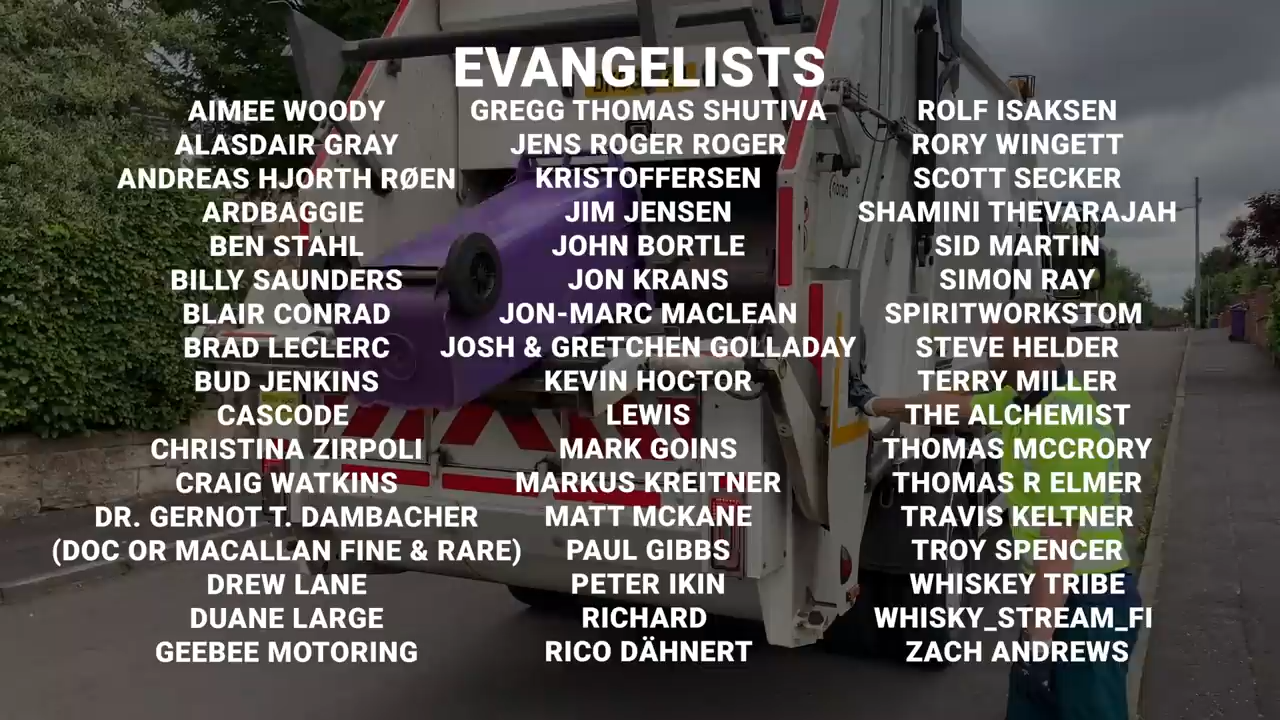 EVANGELISTS
AIMEE WOODY
ALASDAIR GRAY
ANDREAS HJORTH RØEN
ARDBAGGIE
BEN STAHL
BILLY SAUNDERS
BLAIR CONRAD
BRAD LECLERC
BUD JENKINS
CASCODE
CHRISTINA ZIRPOLI
CRAIG WATKINS
DR. GERNOT T. DAMBACHER
(DOC OR MACALLAN FINE & RARE)
DREW LANE
DUANE LARGE
GEEBEE MOTORING
GREGG THOMAS SHUTIVA
JENS ROGER ROGER
KRISTOFFERSEN
JIM JENSEN
JOHN BORTLE
JON KRANS
JON-MARC MACLEAN
JOSH & GRETCHEN GOLLADAY
KEVIN HOCTOR
LEWIS
MARK GOINS
MARKUS KREITNER
MATT MCKANE
PAUL GIBBS
PETER IKIN
RICHARD
RICO DÄHNERT
ROLF ISAKSEN
RORY WINGETT
SCOTT SECKER
SHAMINI THEVARAJAH
SID MARTIN
SIMON RAY
SPIRITWORKSTOM
STEVE HELDER
TERRY MILLER
THE ALCHEMIST
THOMAS MCCRORY
THOMAS R ELMER
TRAVIS KELTNER
TROY SPENCER
WHISKEY TRIBE
WHISKY_STREAM_FI
ZACH ANDREWS